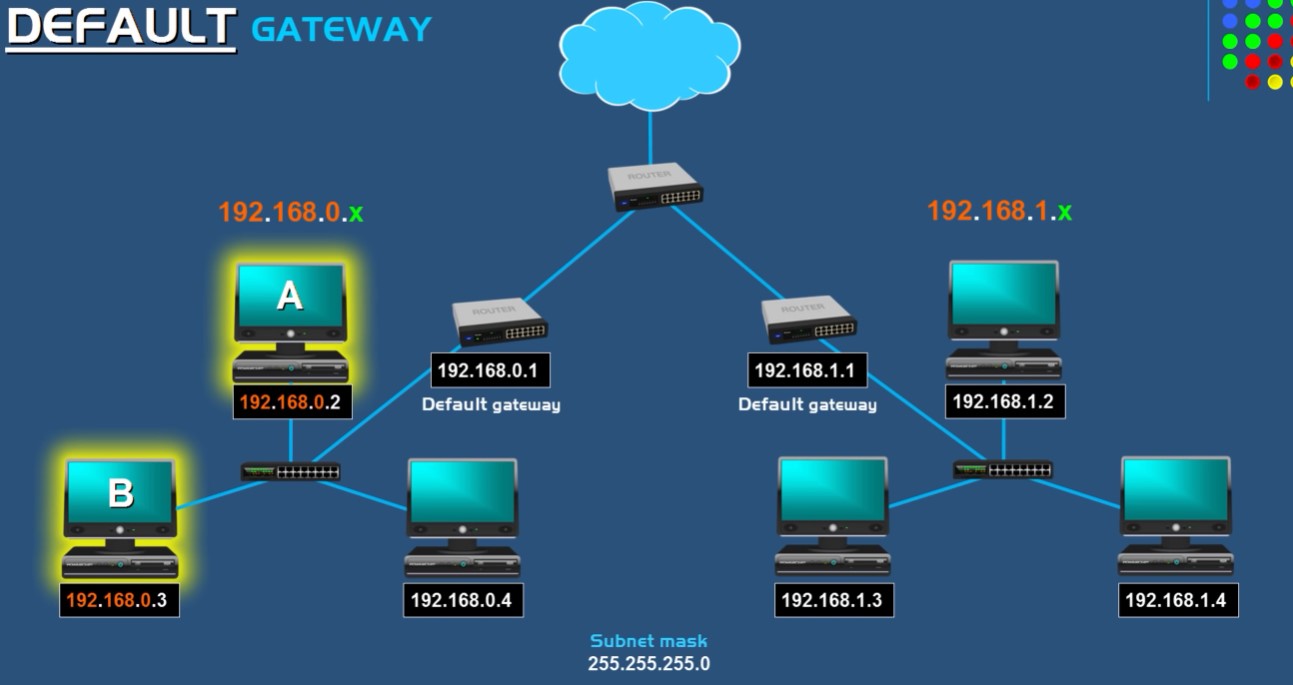 DEFAULT GATEWAY
ROUTER
192.168.0.x
192.168.1.x
A
ROUTER
ROUTER
192.168.0.1
192.168.1.1
Default gateway
Default gateway
192.168.0.2
192.168.1.2
B
192.168.0.3
192.168.0.4
192.168.1.3
192.168.1.4
Subnet mask
255.255.255.0